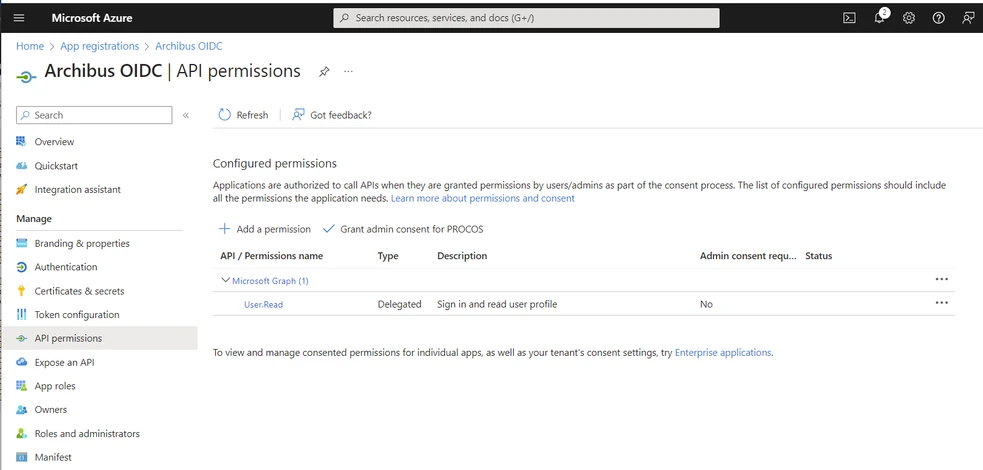 Microsoft Azure
Search resources, services, and docs (G+/)
2
Home > App registrations > Archibus OIDC
Archibus OIDC | API permissions
Search
«
Refresh
Got feedback?
Overview
Quickstart
Integration assistant
Manage
Branding & properties
Authentication
Certificates & secrets
Token configuration
API permissions
Expose an API
App roles
Owners
Roles and administrators
Manifest
Configured permissions
Applications are authorized to call APIs when they are granted permissions by users/admins as part of the consent process. The list of configured permissions should include
all the permissions the application needs. Learn more about permissions and consent
Add a permission
Grant admin consent for PROCOS
API / Permissions name Type Description Admin consent requ... Status
Microsoft Graph (1)
User.Read Delegated Sign in and read user profile No
To view and manage consented permissions for individual apps, as well as your tenant's consent settings, try Enterprise applications.